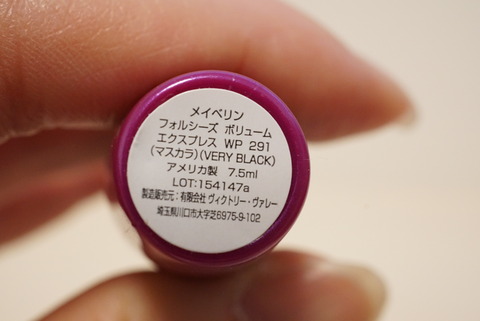 メイベリン
フォルシーズ ボリューム
エクスプレス WP 291
(マスカラ)(VERY BLACK)
アメリカ製 7.5ml
LOT:154147a
製造販売元:有限会社 ヴィクトリー・ヴァレー
埼玉県川口市大字芝6975-9-102